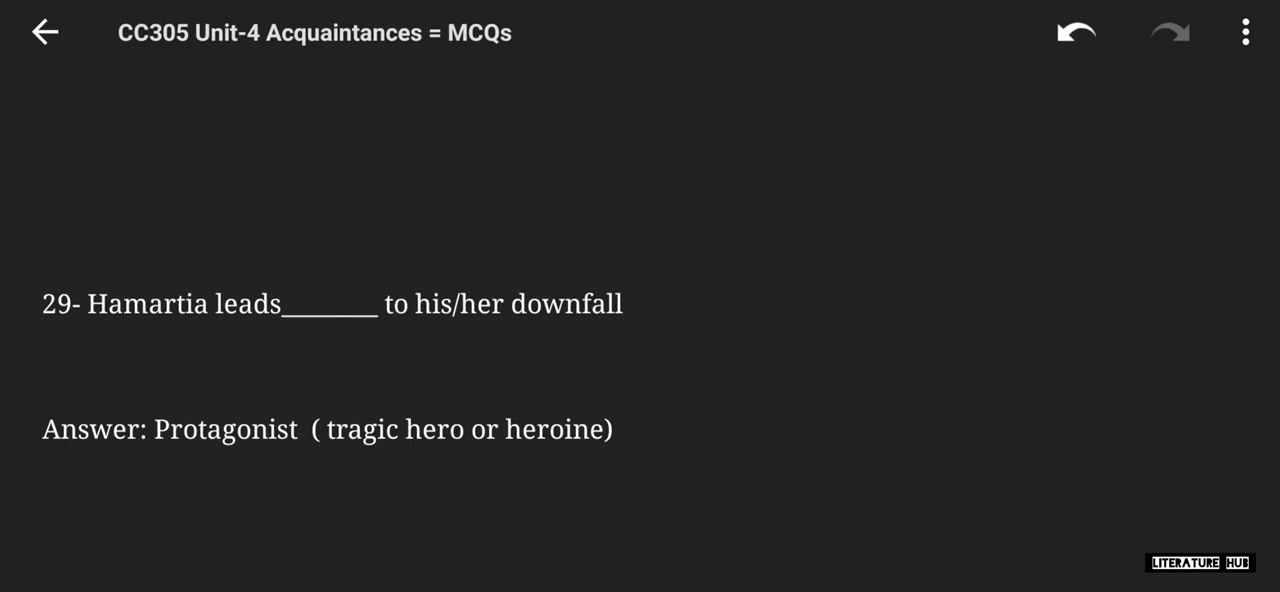 CC305 Unit-4 Acquaintances = MCQs
29- Hamartia leads________ to his/her downfall
Answer: Protagonist  ( tragic hero or heroine)
LITERATURE HUB